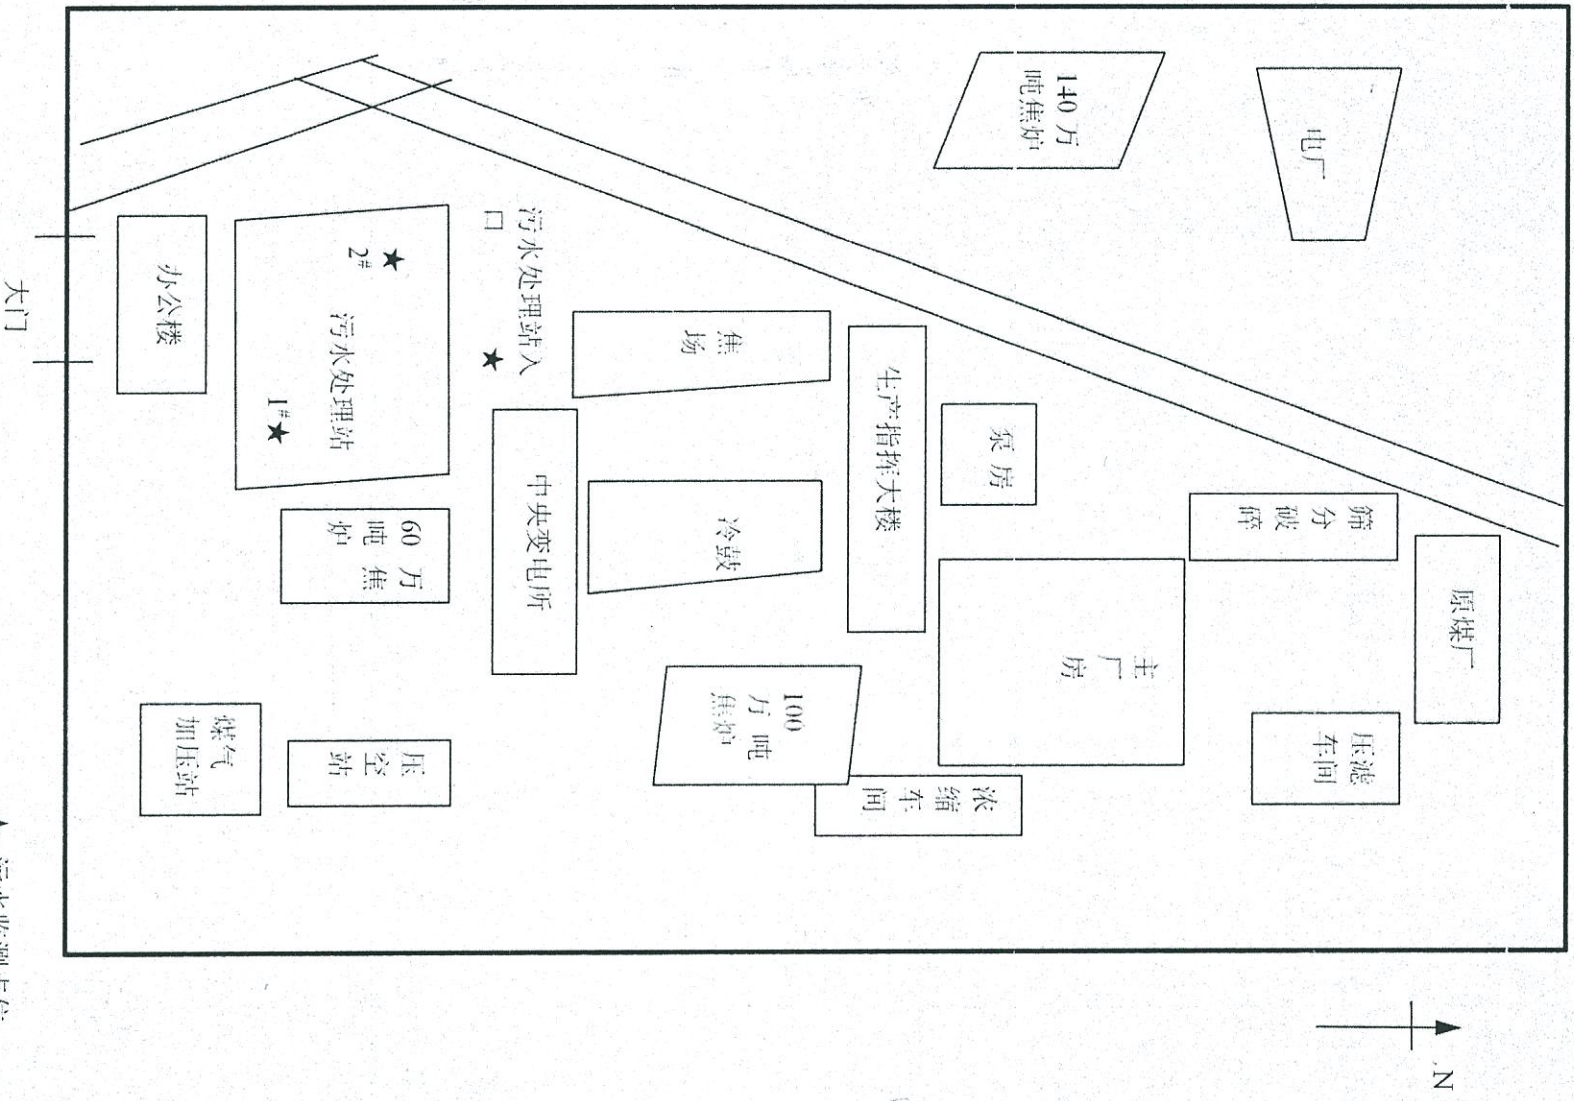 N
原煤厂
电厂
压滤
车间
筛
分
破
碎
140 万
吨焦炉
主
厂
房
泵 房
浓
缩
车
间
生产指挥大楼
100
万 吨
焦炉
焦
场
冷鼓
中央变电所
污水处理站入
口
★
60 万
吨 焦
炉
压
空
站
★
2#
污水处理站
1#★
煤气
加压站
办公楼
大门